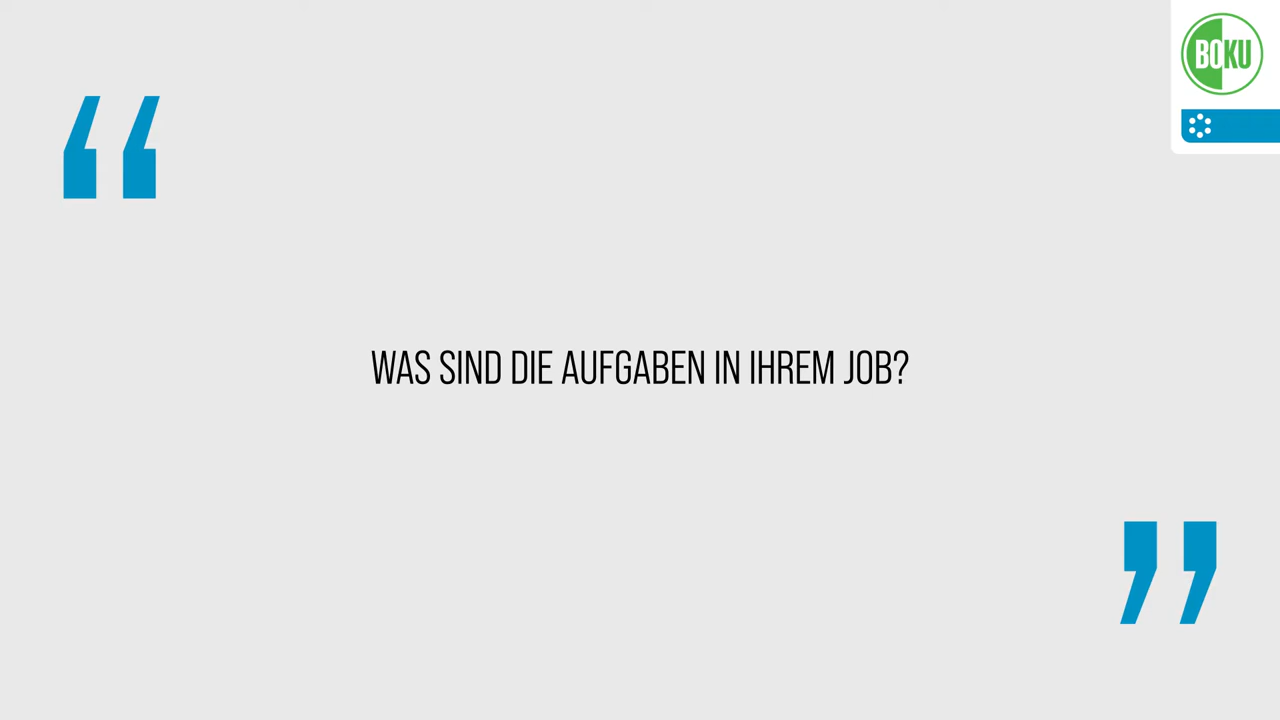 BOKU
“
WAS SIND DIE AUFGABEN IN IHREM JOB?
”